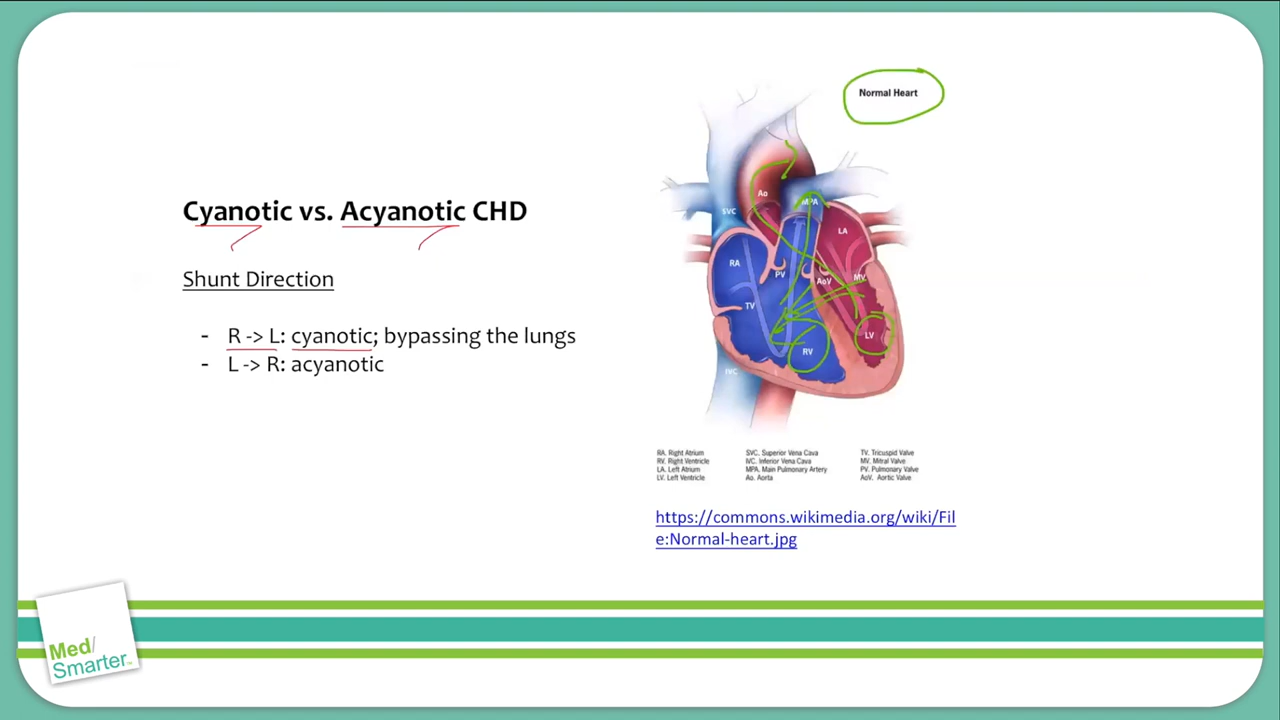 Normal Heart
Cyanotic vs. Acyanotic CHD
Shunt Direction
- R -> L: cyanotic; bypassing the lungs
- L -> R: acyanotic
Ao
MPA
SVC
LA
RA
PV
AoV
MV
TV
LV
RV
IVC
RA. Right Atrium
RV. Right Ventricle
LA. Left Atrium
LV. Left Ventricle
SVC. Superior Vena Cava
IVC. Inferior Vena Cava
MPA. Main Pulmonary Artery
Ao. Aorta
TV. Tricuspid Valve
MV. Mitral Valve
PV. Pulmonary Valve
AoV. Aortic Valve
https://commons.wikimedia.org/wiki/Fil
e:Normal-heart.jpg
Med/
Smarter™